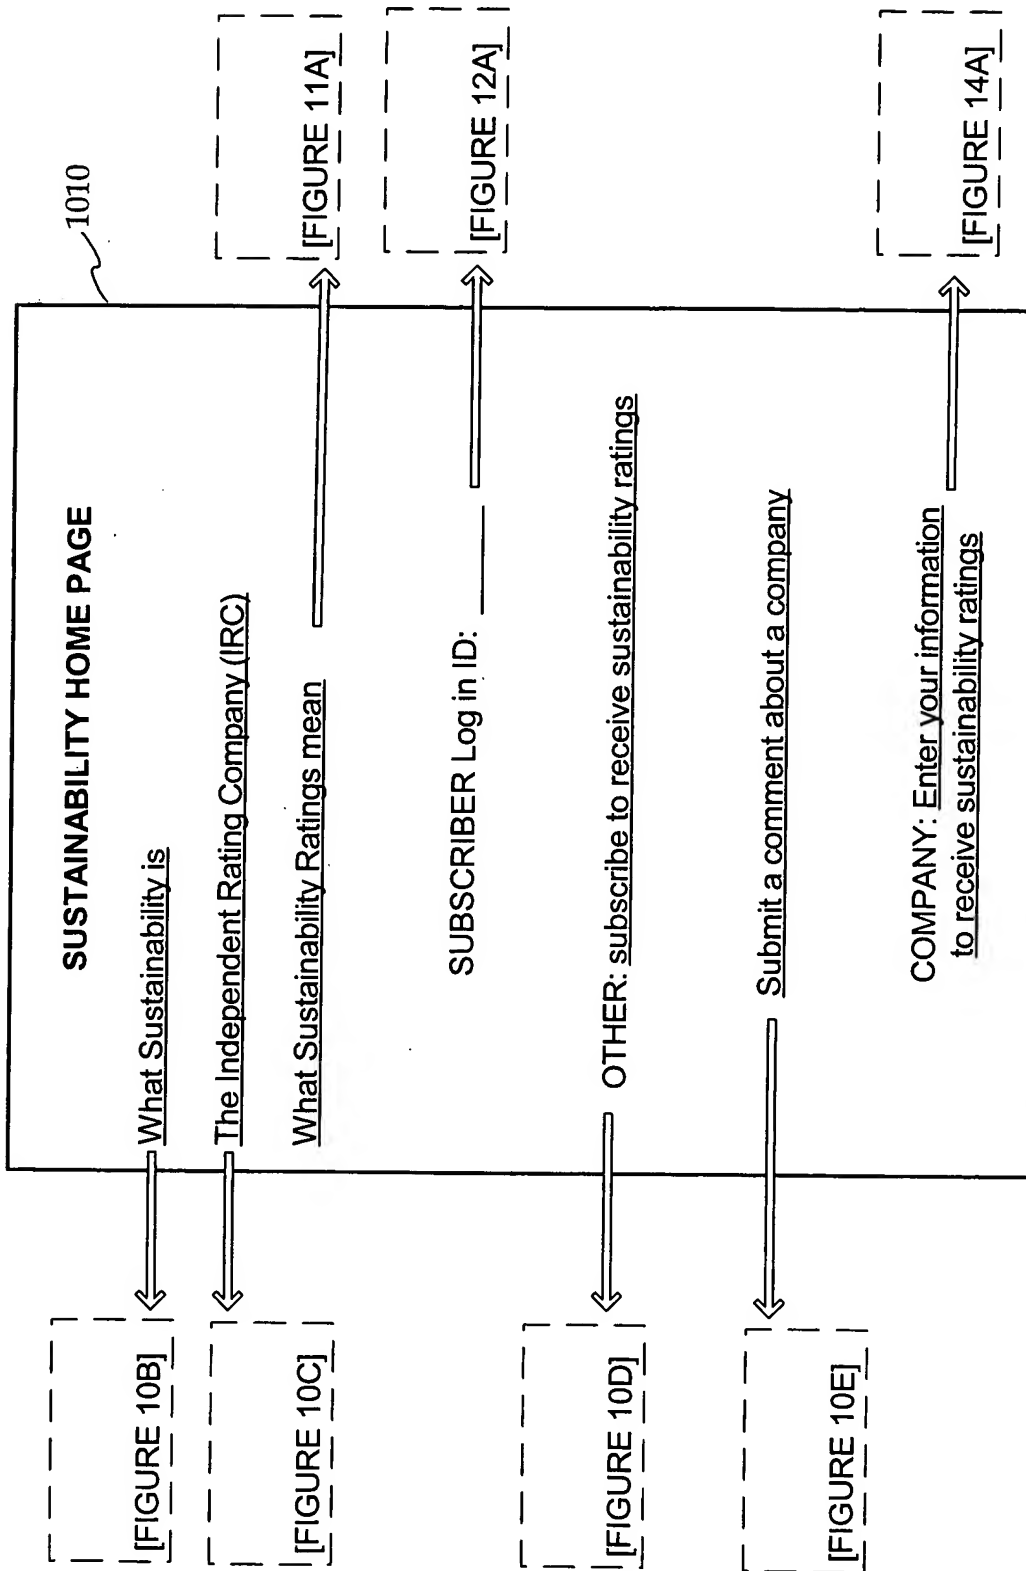 1010
SUSTAINABILITY HOME PAGE
What Sustainability is
[FIGURE 10B]
The Independent Rating Company (IRC)
[FIGURE 10C]
What Sustainability Ratings mean
[FIGURE 11A]
SUBSCRIBER Log in ID:
[FIGURE 12A]
OTHER: subscribe to receive sustainability ratings
[FIGURE 10D]
Submit a comment about a company
[FIGURE 10E]
COMPANY: Enter your information
to receive sustainability ratings
[FIGURE 14A]